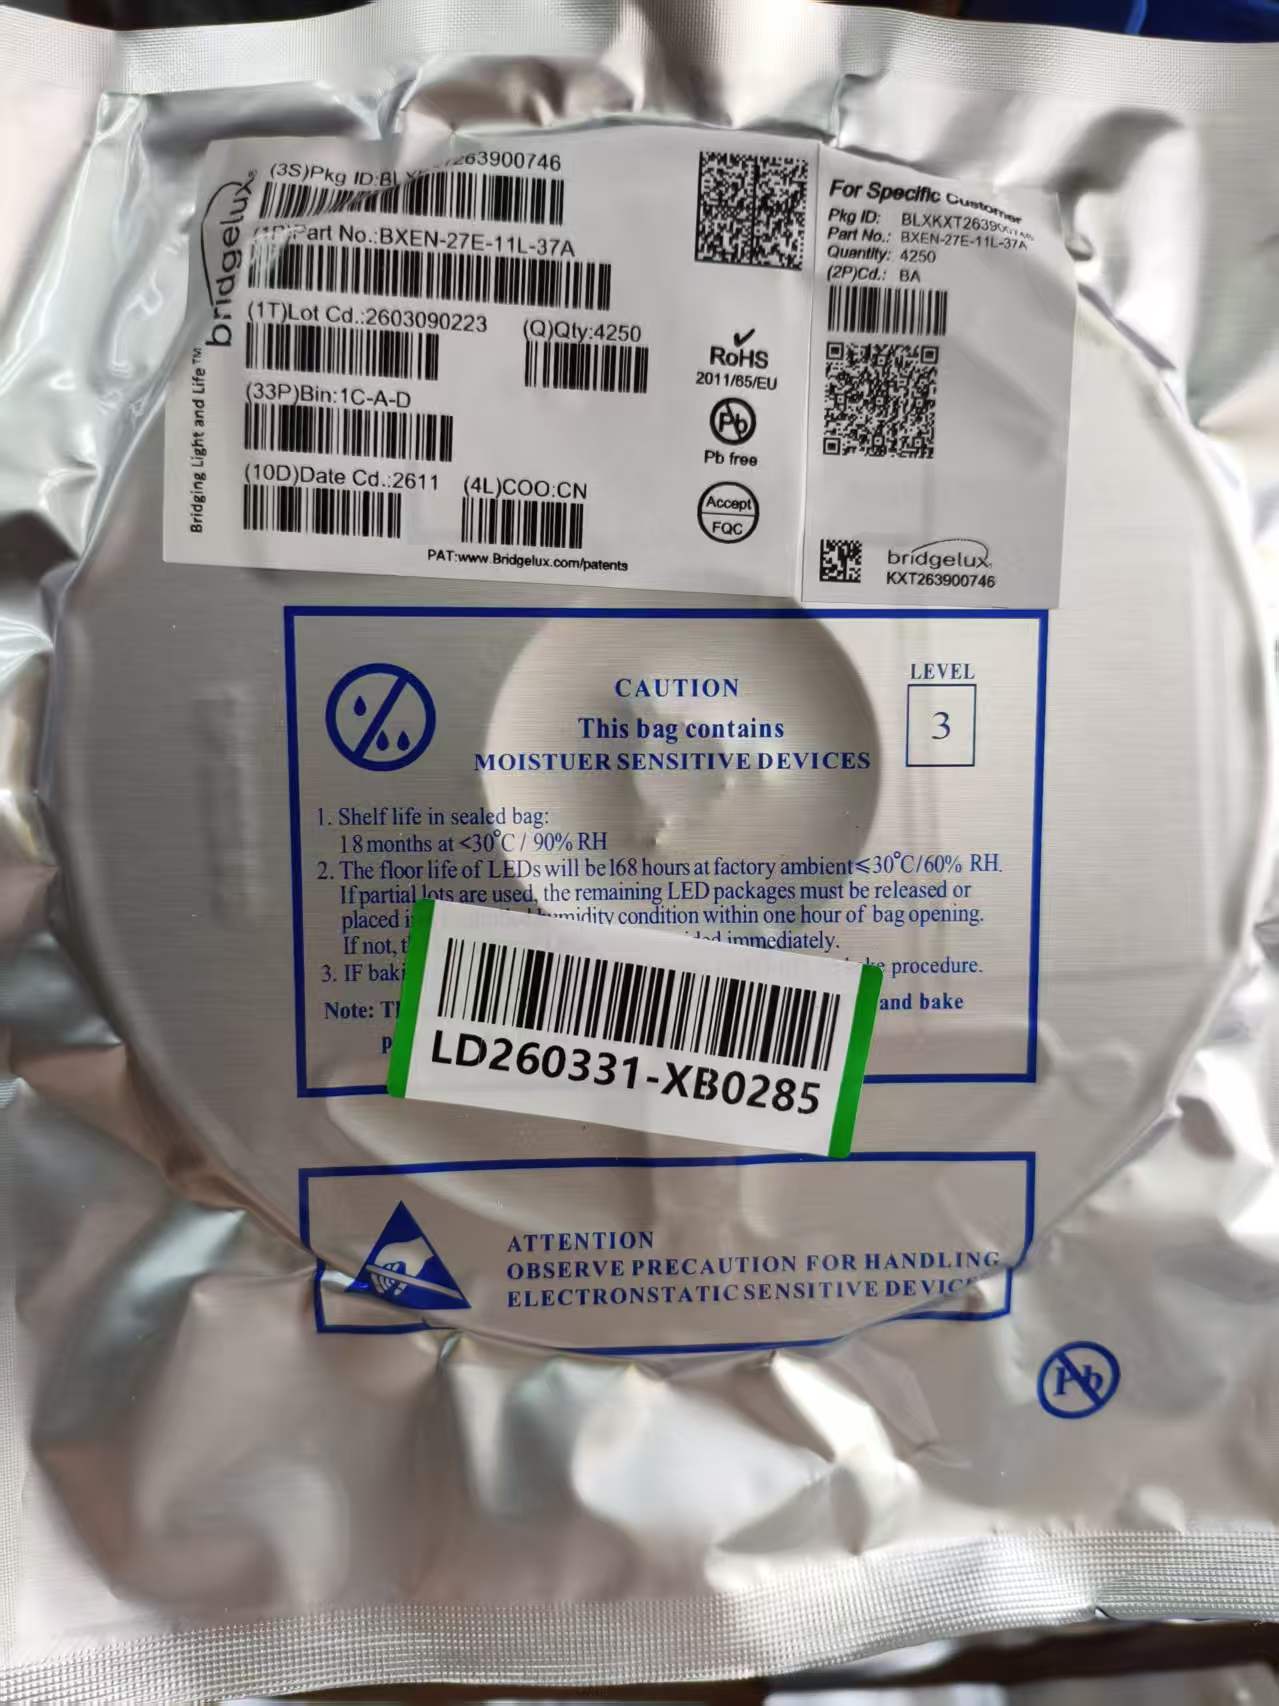 (3S)Pkg ID:BLXKXT263900746
(1P)Part No.:BXEN-27E-11L-37A
(1T)Lot Cd.:2603090223
(Q)Qty:4250
(33P)Bin:1C-A-D
(10D)Date Cd.:2611
(4L)COO:CN
PAT:www.Bridgelux.com/patents
bridgelux®
Bridging Light and Life™
✓
RoHS
2011/65/EU
Pb
Pb free
Accept
FQC
For Specific Customer
Pkg ID: BLXKXT263900746
Part No.: BXEN-27E-11L-37A
Quantity: 4250
(2P)Cd.: BA
bridgelux.
KXT263900746
LEVEL
3
CAUTION
This bag contains
MOISTUER SENSITIVE DEVICES
1. Shelf life in sealed bag:
18 months at <30°C / 90% RH
2. The floor life of LEDs will be 168 hours at factory ambient ≤30°C/60% RH.
If partial lots are used, the remaining LED packages must be released or
placed humidity condition within one hour of bag opening.
If not, immediately.
3. IF procedure.
Note: and bake
LD260331-XB0285
ATTENTION
OBSERVE PRECAUTION FOR HANDLING
ELECTRONSTATIC SENSITIVE DEVIC
Pb